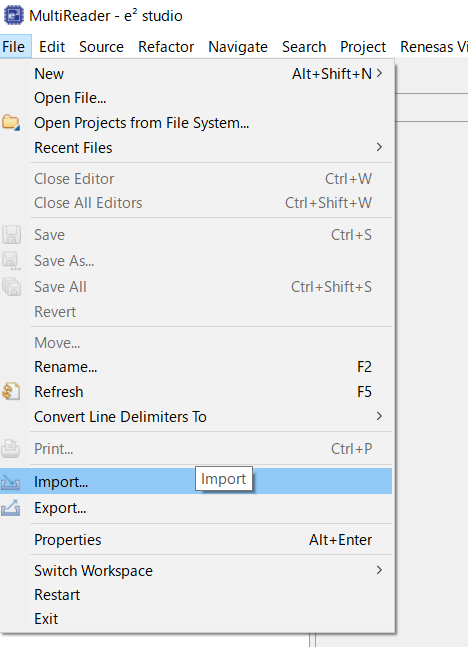 MultiReader - e² studio
File Edit Source Refactor Navigate Search Project Renesas Vi
New Alt+Shift+N >
Open File...
Open Projects from File System...
Recent Files >
Close Editor Ctrl+W
Close All Editors Ctrl+Shift+W
Save Ctrl+S
Save As...
Save All Ctrl+Shift+S
Revert
Move...
Rename... F2
Refresh F5
Convert Line Delimiters To >
Print... Ctrl+P
Import... Import
Export...
Properties Alt+Enter
Switch Workspace >
Restart
Exit